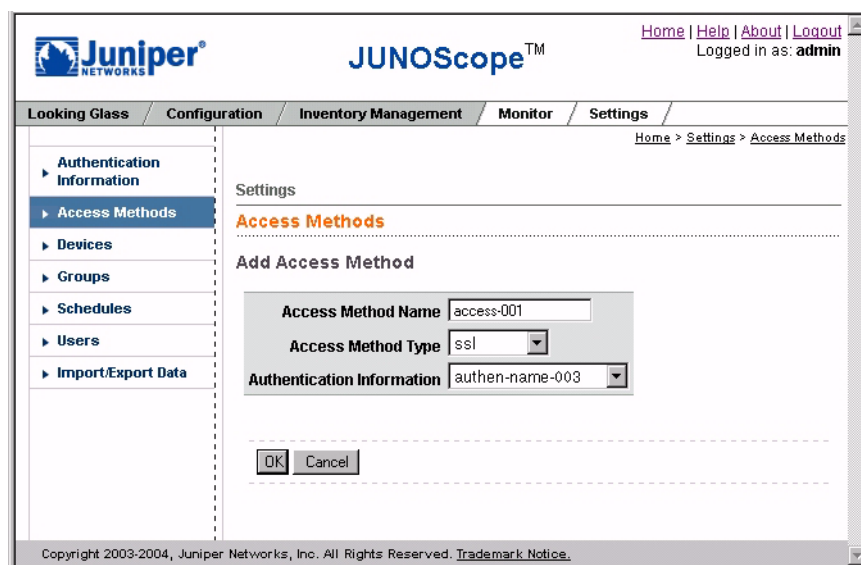 Juniper®
NETWORKS
JUNOScope™
Home | Help | About | Logout
Logged in as: admin
Looking Glass / Configuration / Inventory Management / Monitor / Settings /
Home > Settings > Access Methods
Authentication
Information
Access Methods
Devices
Groups
Schedules
Users
Import/Export Data
Settings
Access Methods
Add Access Method
Access Method Name access-001
Access Method Type ssl
Authentication Information authen-name-003
OK Cancel
Copyright 2003-2004, Juniper Networks, Inc. All Rights Reserved. Trademark Notice.